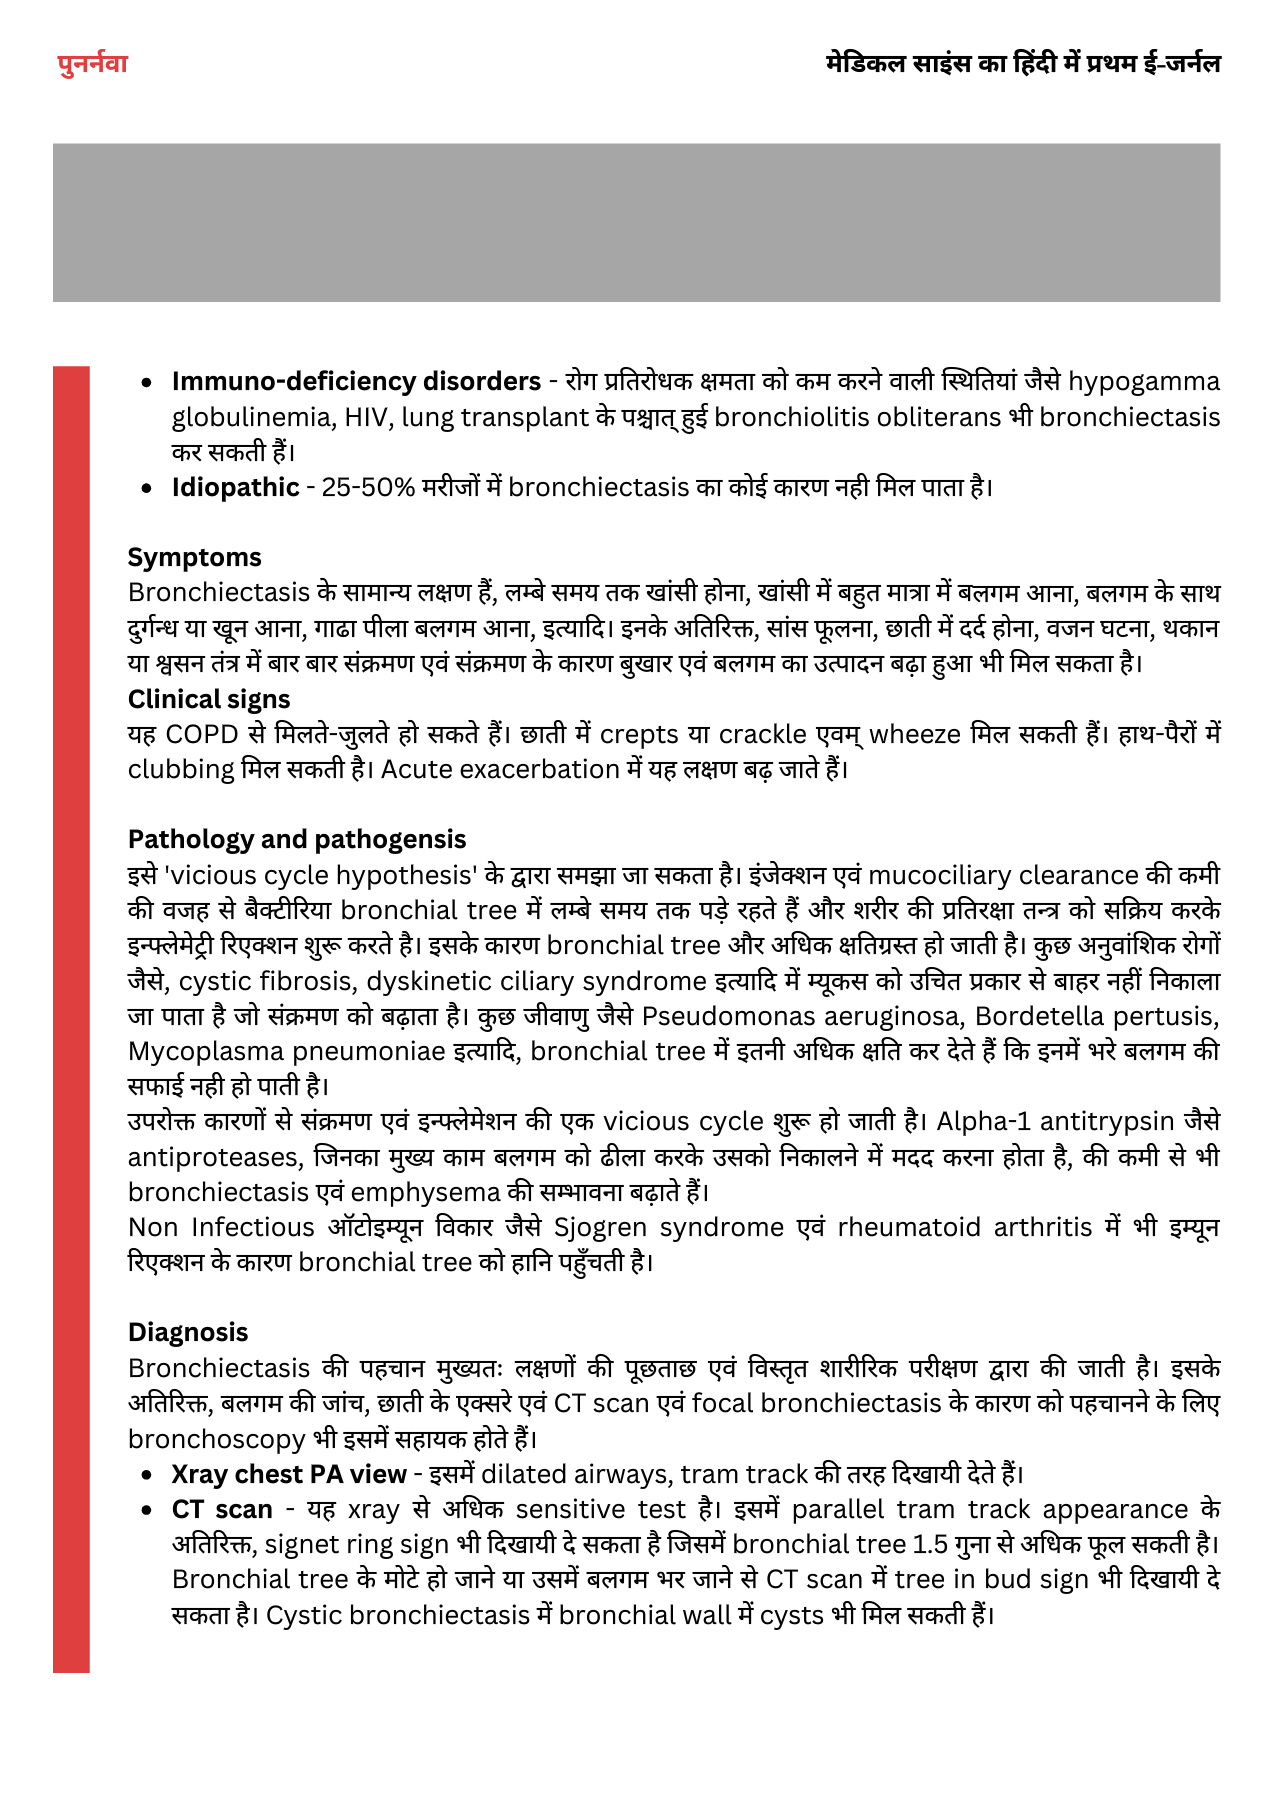 पुनर्नवा
मेडिकल साइंस का हिंदी में प्रथम ई-जर्नल
• Immuno-deficiency disorders - रोग प्रतिरोधक क्षमता को कम करने वाली स्थितियां जैसे hypogamma
globulinemia, HIV, lung transplant के पश्चात् हुई bronchiolitis obliterans भी bronchiectasis
कर सकती हैं।
• Idiopathic - 25-50% मरीजों में bronchiectasis का कोई कारण नही मिल पाता है।
Symptoms
Bronchiectasis के सामान्य लक्षण हैं, लम्बे समय तक खांसी होना, खांसी में बहुत मात्रा में बलगम आना, बलगम के साथ
दुर्गन्ध या खून आना, गाढा पीला बलगम आना, इत्यादि। इनके अतिरिक्त, सांस फूलना, छाती में दर्द होना, वजन घटना, थकान
या श्वसन तंत्र में बार बार संक्रमण एवं संक्रमण के कारण बुखार एवं बलगम का उत्पादन बढ़ा हुआ भी मिल सकता है।
Clinical signs
यह COPD से मिलते-जुलते हो सकते हैं। छाती में crepts या crackle एवम् wheeze मिल सकती हैं। हाथ-पैरों में
clubbing मिल सकती है। Acute exacerbation में यह लक्षण बढ़ जाते हैं।
Pathology and pathogensis
इसे 'vicious cycle hypothesis' के द्वारा समझा जा सकता है। इंजेक्शन एवं mucociliary clearance की कमी
की वजह से बैक्टीरिया bronchial tree में लम्बे समय तक पड़े रहते हैं और शरीर की प्रतिरक्षा तन्त्र को सक्रिय करके
इन्फ्लेमेट्री रिएक्शन शुरू करते है। इसके कारण bronchial tree और अधिक क्षतिग्रस्त हो जाती है। कुछ अनुवांशिक रोगों
जैसे, cystic fibrosis, dyskinetic ciliary syndrome इत्यादि में म्यूकस को उचित प्रकार से बाहर नहीं निकाला
जा पाता है जो संक्रमण को बढ़ाता है। कुछ जीवाणु जैसे Pseudomonas aeruginosa, Bordetella pertusis,
Mycoplasma pneumoniae इत्यादि, bronchial tree में इतनी अधिक क्षति कर देते हैं कि इनमें भरे बलगम की
सफाई नही हो पाती है।
उपरोक्त कारणों से संक्रमण एवं इन्फ्लेमेशन की एक vicious cycle शुरू हो जाती है। Alpha-1 antitrypsin जैसे
antiproteases, जिनका मुख्य काम बलगम को ढीला करके उसको निकालने में मदद करना होता है, की कमी से भी
bronchiectasis एवं emphysema की सम्भावना बढ़ाते हैं।
Non Infectious ऑटोइम्यून विकार जैसे Sjogren syndrome एवं rheumatoid arthritis में भी इम्यून
रिएक्शन के कारण bronchial tree को हानि पहुँचती है।
Diagnosis
Bronchiectasis की पहचान मुख्यतः लक्षणों की पूछताछ एवं विस्तृत शारीरिक परीक्षण द्वारा की जाती है। इसके
अतिरिक्त, बलगम की जांच, छाती के एक्सरे एवं CT scan एवं focal bronchiectasis के कारण को पहचानने के लिए
bronchoscopy भी इसमें सहायक होते हैं।
• Xray chest PA view - इसमें dilated airways, tram track की तरह दिखायी देते हैं।
• CT scan - यह xray से अधिक sensitive test है। इसमें parallel tram track appearance के
अतिरिक्त, signet ring sign भी दिखायी दे सकता है जिसमें bronchial tree 1.5 गुना से अधिक फूल सकती है।
Bronchial tree के मोटे हो जाने या उसमें बलगम भर जाने से CT scan में tree in bud sign भी दिखायी दे
सकता है। Cystic bronchiectasis में bronchial wall में cysts भी मिल सकती हैं।